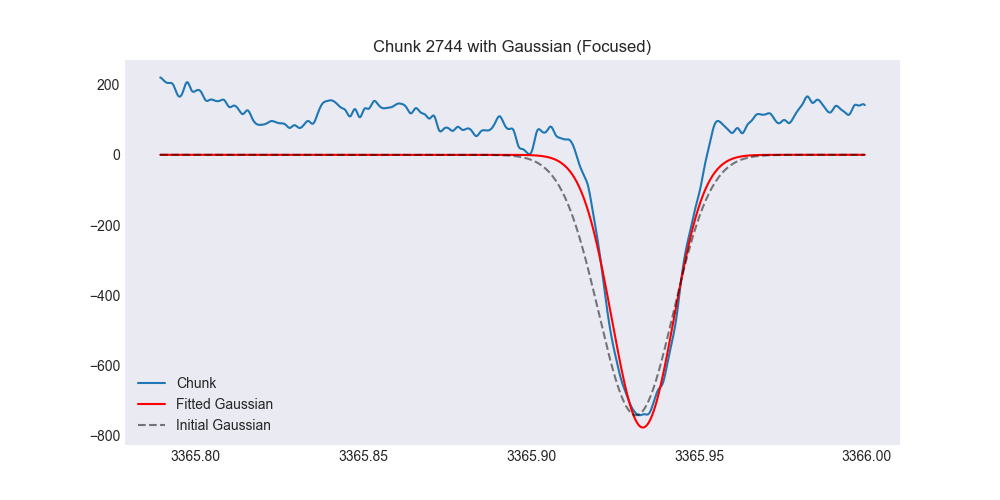 Chunk 2744 with Gaussian (Focused)
200
0
−200
−400
−600
−800
Chunk
Fitted Gaussian
Initial Gaussian
3365.80 3365.85 3365.90 3365.95 3366.00